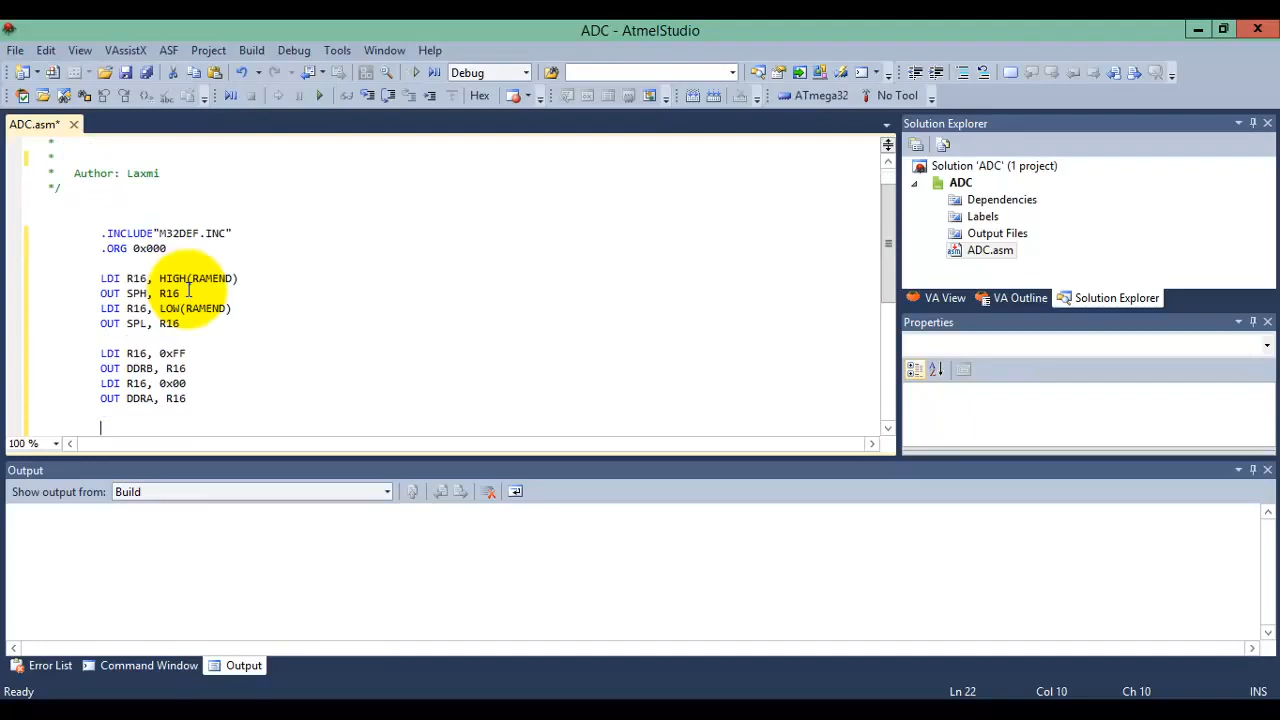 ADC - AtmelStudio
File Edit View VAssistX ASF Project Build Debug Tools Window Help
Debug
Hex ATmega32 No Tool
ADC.asm*
*
*
* Author: Laxmi
*/
.INCLUDE"M32DEF.INC"
.ORG 0x000
LDI R16, HIGH(RAMEND)
OUT SPH, R16
LDI R16, LOW(RAMEND)
OUT SPL, R16
LDI R16, 0xFF
OUT DDRB, R16
LDI R16, 0x00
OUT DDRA, R16
100 %
Solution Explorer
Solution 'ADC' (1 project)
ADC
Dependencies
Labels
Output Files
ADC.asm
VA View VA Outline Solution Explorer
Properties
Output
Show output from: Build
Error List Command Window Output
Ready Ln 22 Col 10 Ch 10 INS